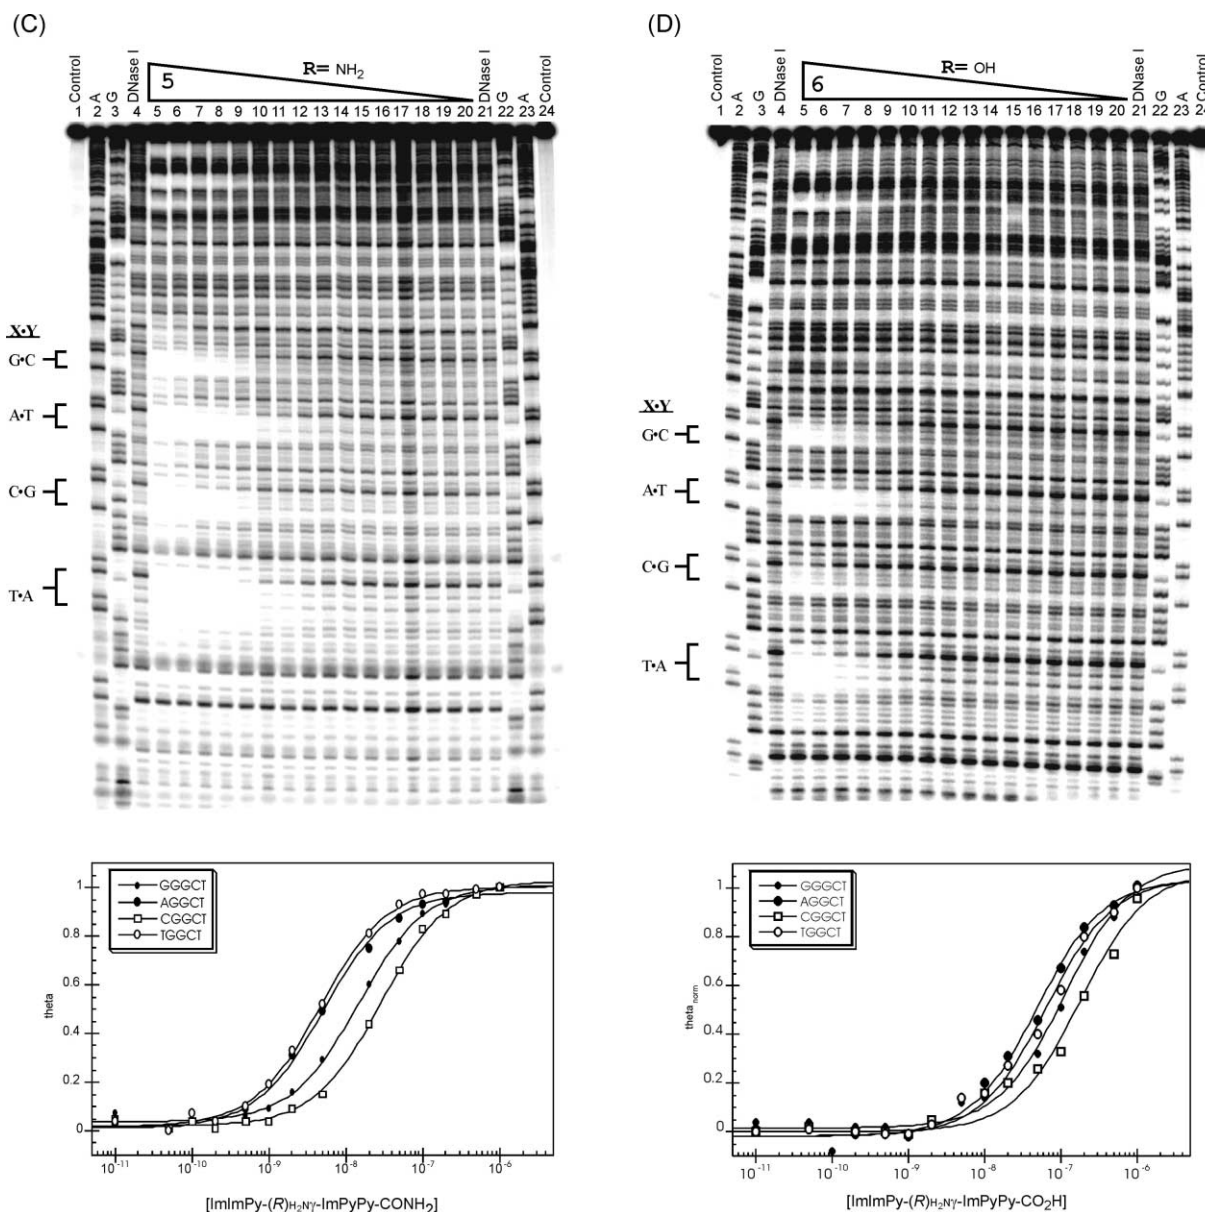 (C)
R= NH2
5
Control A G DNase I DNase I G A Control
1 2 3 4 5 6 7 8 9 10 11 12 13 14 15 16 17 18 19 20 21 22 23 24
X•Y
G•C
A•T
C•G
T•A
(D)
R= OH
6
Control A G DNase I DNase I G A Control
1 2 3 4 5 6 7 8 9 10 11 12 13 14 15 16 17 18 19 20 21 22 23 24
X•Y
G•C
A•T
C•G
T•A
GGGCT
AGGCT
CGGCT
TGGCT
theta
1
0.8
0.6
0.4
0.2
0
10^-11 10^-10 10^-9 10^-8 10^-7 10^-6
[ImImPy-(R)H2Nγ-ImPyPy-CONH2]
GGGCT
AGGCT
CGGCT
TGGCT
theta norm
1
0.8
0.6
0.4
0.2
0
10^-11 10^-10 10^-9 10^-8 10^-7 10^-6
[ImImPy-(R)H2Nγ-ImPyPy-CO2H]